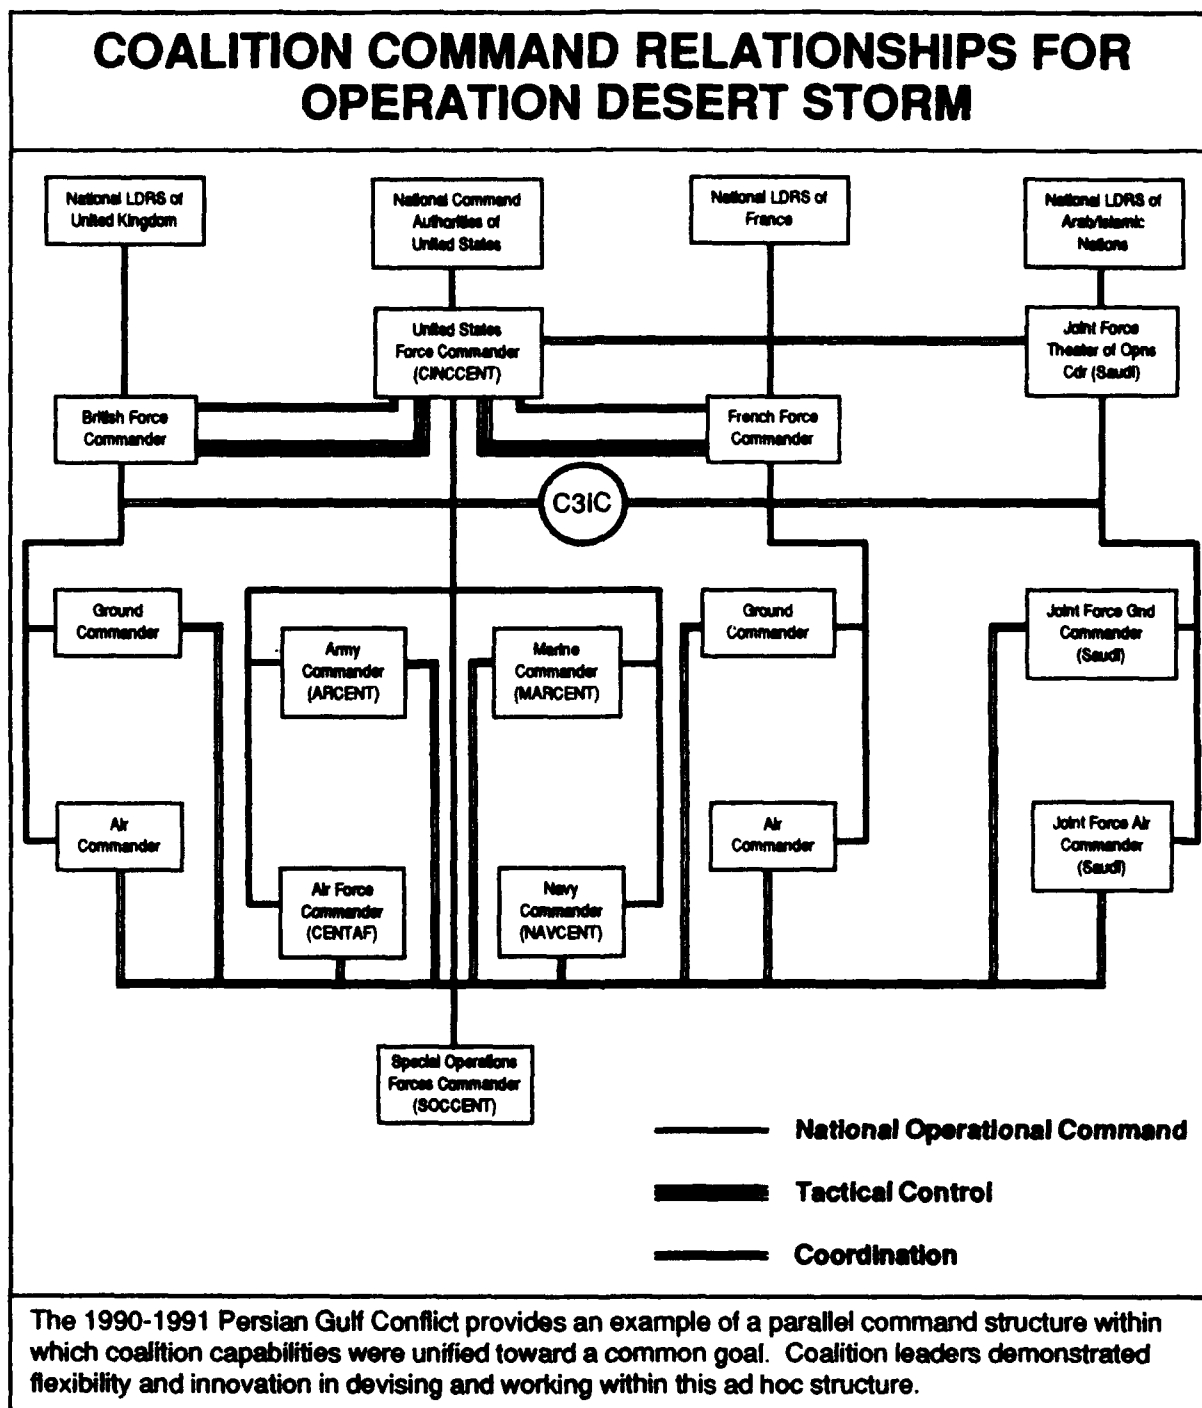 COALITION COMMAND RELATIONSHIPS FOR
OPERATION DESERT STORM
National LDRS of
United Kingdom
National Command
Authorities of
United States
National LDRS of
France
National LDRS of
Arab/Islamic
Nations
United States
Force Commander
(CINCCENT)
Joint Force
Theater of Opns
Cdr (Saudi)
British Force
Commander
French Force
Commander
C3IC
Ground
Commander
Army
Commander
(ARCENT)
Marine
Commander
(MARCENT)
Ground
Commander
Joint Force Gnd
Commander
(Saudi)
Air
Commander
Air Force
Commander
(CENTAF)
Navy
Commander
(NAVCENT)
Air
Commander
Joint Force Air
Commander
(Saudi)
Special Operations
Forces Commander
(SOCCENT)
National Operational Command
Tactical Control
Coordination
The 1990-1991 Persian Gulf Conflict provides an example of a parallel command structure within
which coalition capabilities were unified toward a common goal. Coalition leaders demonstrated
flexibility and innovation in devising and working within this ad hoc structure.